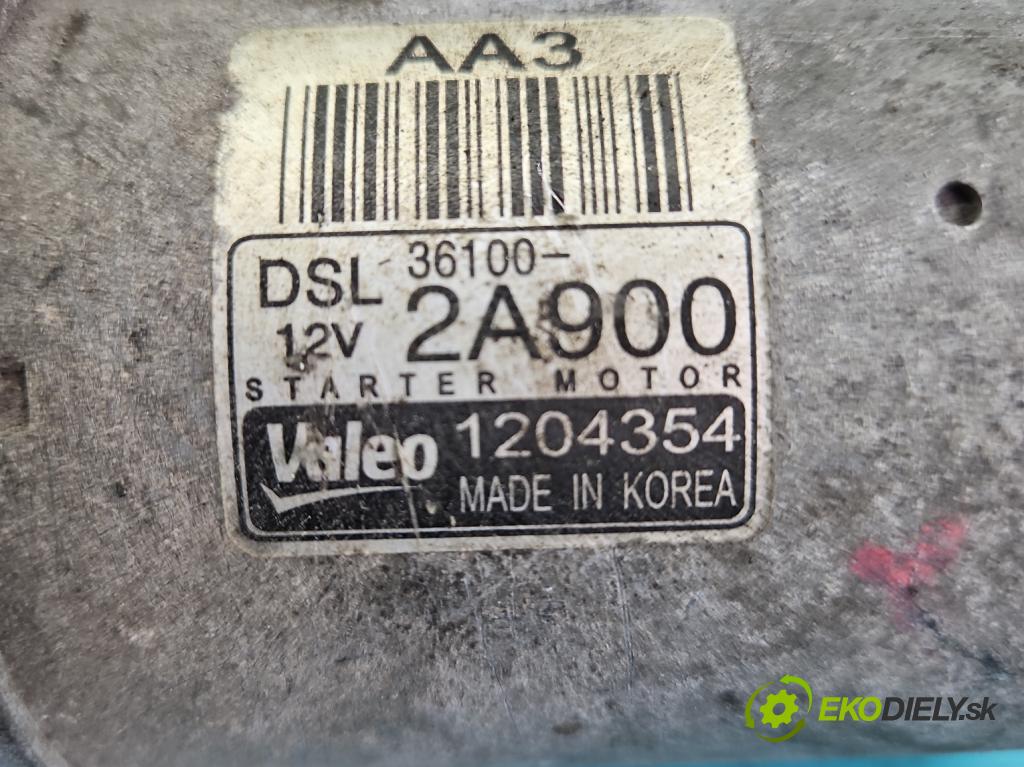 AA3
DSL 36100-
12V 2A900
STARTER MOTOR
Valeo 1204354
MADE IN KOREA
EKODIELY.sk